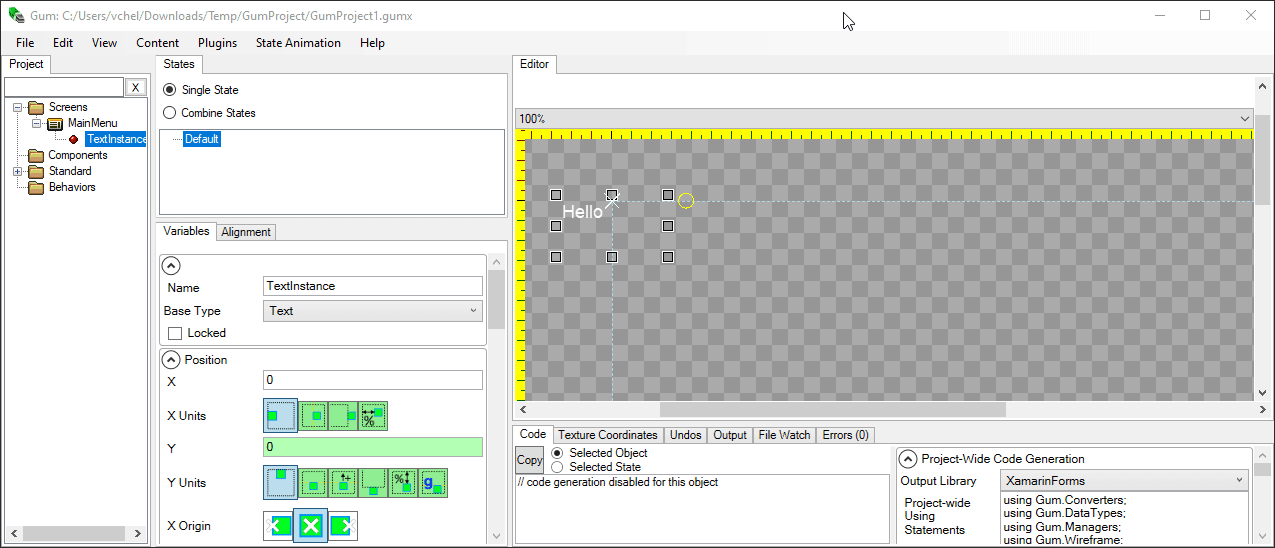 Gum: C:/Users/vchel/Downloads/Temp/GumProject/GumProject1.gumx
File Edit View Content Plugins State Animation Help
Project
X
Screens
MainMenu
TextInstance
Components
Standard
Behaviors
States
Single State
Combine States
Default
Variables Alignment
Name TextInstance
Base Type Text
Locked
Position
X 0
X Units %
Y 0
Y Units % g
X Origin
Editor
100%
Hello
Code Texture Coordinates Undos Output File Watch Errors (0)
Copy
Selected Object
Selected State
// code generation disabled for this object
Project-Wide Code Generation
Output Library XamarinForms
Project-wide
Using
Statements
using Gum.Converters;
using Gum.DataTypes;
using Gum.Managers;
using Gum.Wireframe;